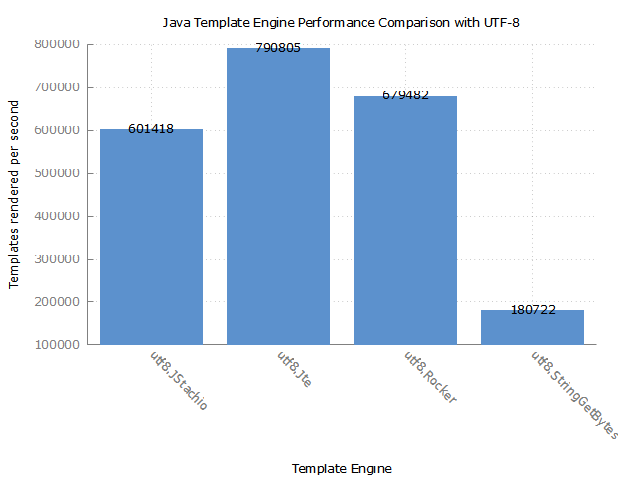 Java Template Engine Performance Comparison with UTF-8
Templates rendered per second
800000
700000
600000
500000
400000
300000
200000
100000
601418
790805
679482
180722
utf8.JStachio
utf8.Jte
utf8.Rocker
utf8.StringGetBytes
Template Engine